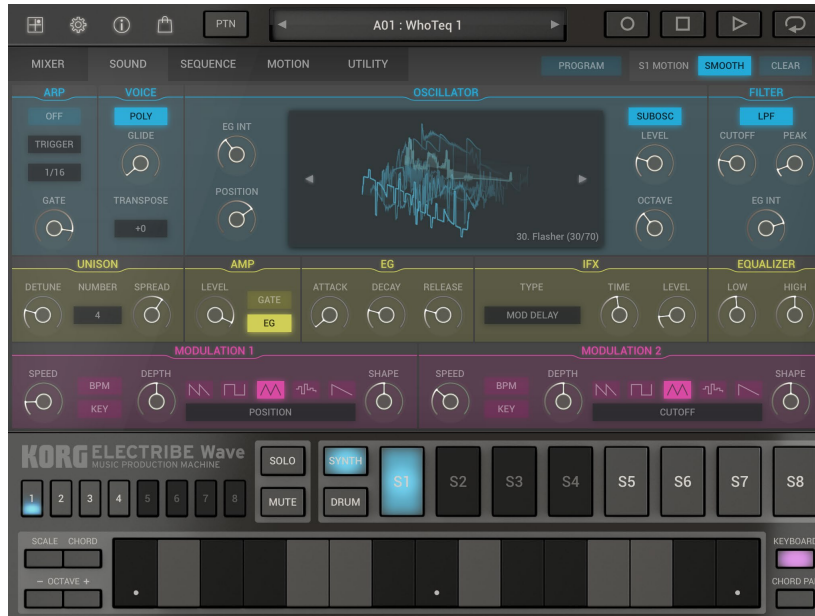 PTN
A01 : WhoTeq 1
MIXER SOUND SEQUENCE MOTION UTILITY PROGRAM S1 MOTION SMOOTH CLEAR
ARP VOICE OSCILLATOR FILTER
OFF POLY EG INT SUBOSC LPF
TRIGGER GLIDE LEVEL CUTOFF PEAK
1/16
GATE TRANSPOSE POSITION OCTAVE EG INT
+0
30. Flasher (30/70)
UNISON AMP EG IFX EQUALIZER
DETUNE NUMBER SPREAD LEVEL GATE ATTACK DECAY RELEASE TYPE TIME LEVEL LOW HIGH
4 EG MOD DELAY
MODULATION 1 MODULATION 2
SPEED BPM DEPTH SHAPE SPEED BPM DEPTH SHAPE
KEY POSITION KEY CUTOFF
KORG ELECTRIBE Wave
MUSIC PRODUCTION MACHINE
1 2 3 4 5 6 7 8
SOLO SYNTH
MUTE DRUM
S1 S2 S3 S4 S5 S6 S7 S8
SCALE CHORD
- OCTAVE +
KEYBOARD
CHORD PA